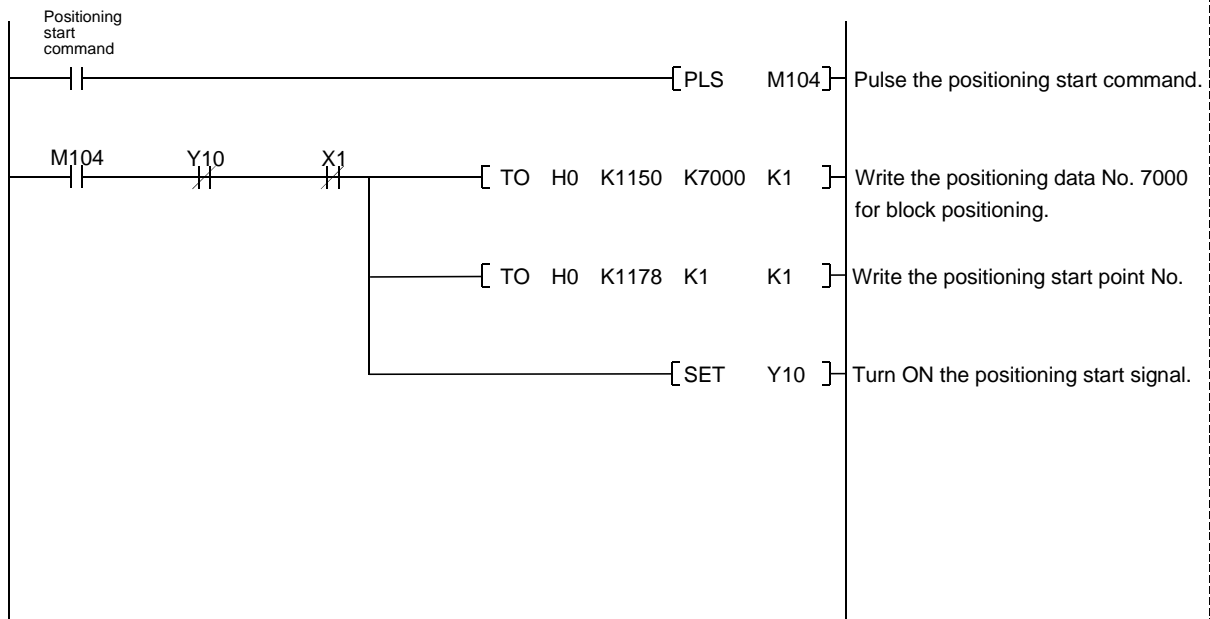 Positioning
start
command
PLS M104 Pulse the positioning start command.
M104 Y10 X1
TO H0 K1150 K7000 K1 Write the positioning data No. 7000
for block positioning.
TO H0 K1178 K1 K1 Write the positioning start point No.
SET Y10 Turn ON the positioning start signal.